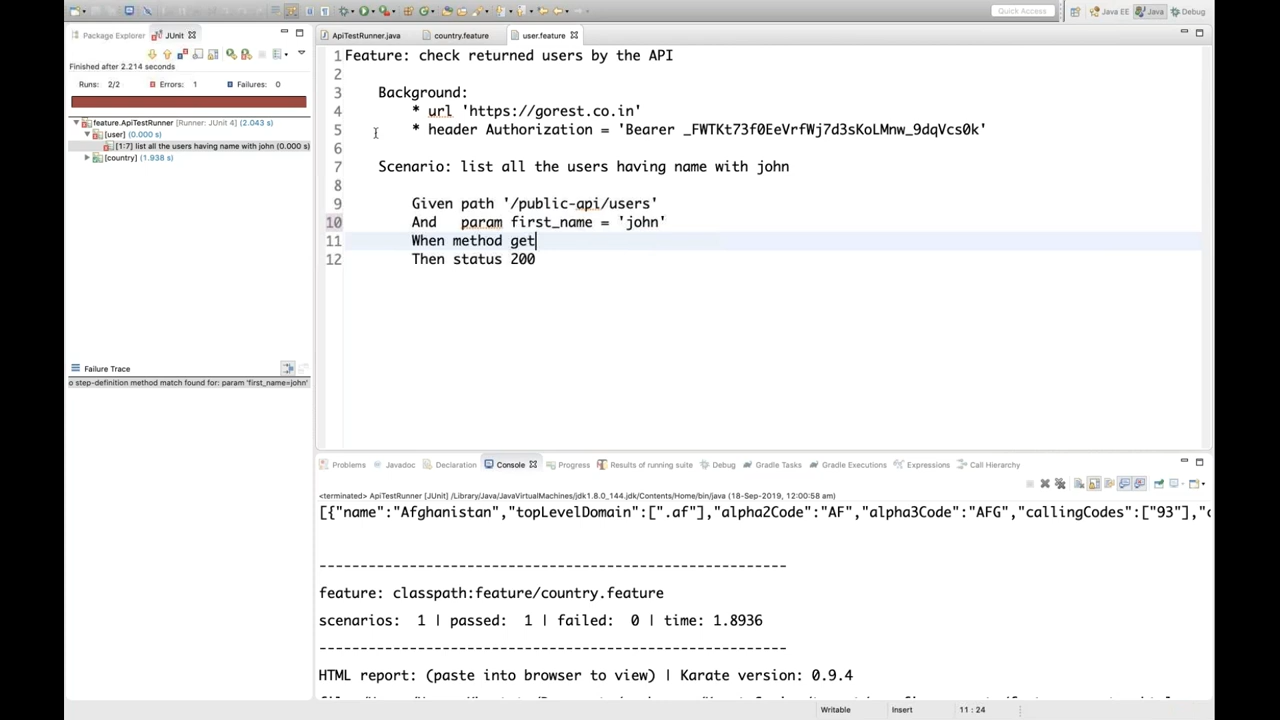 Quick Access
Java EE
Java
Debug
Package Explorer
JUnit
ApiTestRunner.java
country.feature
user.feature
Finished after 2.214 seconds
Runs: 2/2
Errors: 1
Failures: 0
feature.ApiTestRunner [Runner: JUnit 4] (2.043 s)
[user] (0.000 s)
[1:7] list all the users having name with john (0.000 s)
[country] (1.938 s)
1 Feature: check returned users by the API
2
3 Background:
4 * url 'https://gorest.co.in'
5 * header Authorization = 'Bearer _FWTKt73f0EeVrfWj7d3sKoLMnw_9dqVcs0k'
6
7 Scenario: list all the users having name with john
8
9 Given path '/public-api/users'
10 And param first_name = 'john'
11 When method get
12 Then status 200
Failure Trace
o step-definition method match found for: param 'first_name=john'
Problems
Javadoc
Declaration
Console
Progress
Results of running suite
Debug
Gradle Tasks
Gradle Executions
Expressions
Call Hierarchy
<terminated> ApiTestRunner [JUnit] /Library/Java/JavaVirtualMachines/jdk1.8.0_144.jdk/Contents/Home/bin/java (18-Sep-2019, 12:00:58 am)
[{"name":"Afghanistan","topLevelDomain":[".af"],"alpha2Code":"AF","alpha3Code":"AFG","callingCodes":["93"],"c
-------------------------------------------------------
feature: classpath:feature/country.feature
scenarios: 1 | passed: 1 | failed: 0 | time: 1.8936
-------------------------------------------------------
HTML report: (paste into browser to view) | Karate version: 0.9.4
Writable
Insert
11 : 24